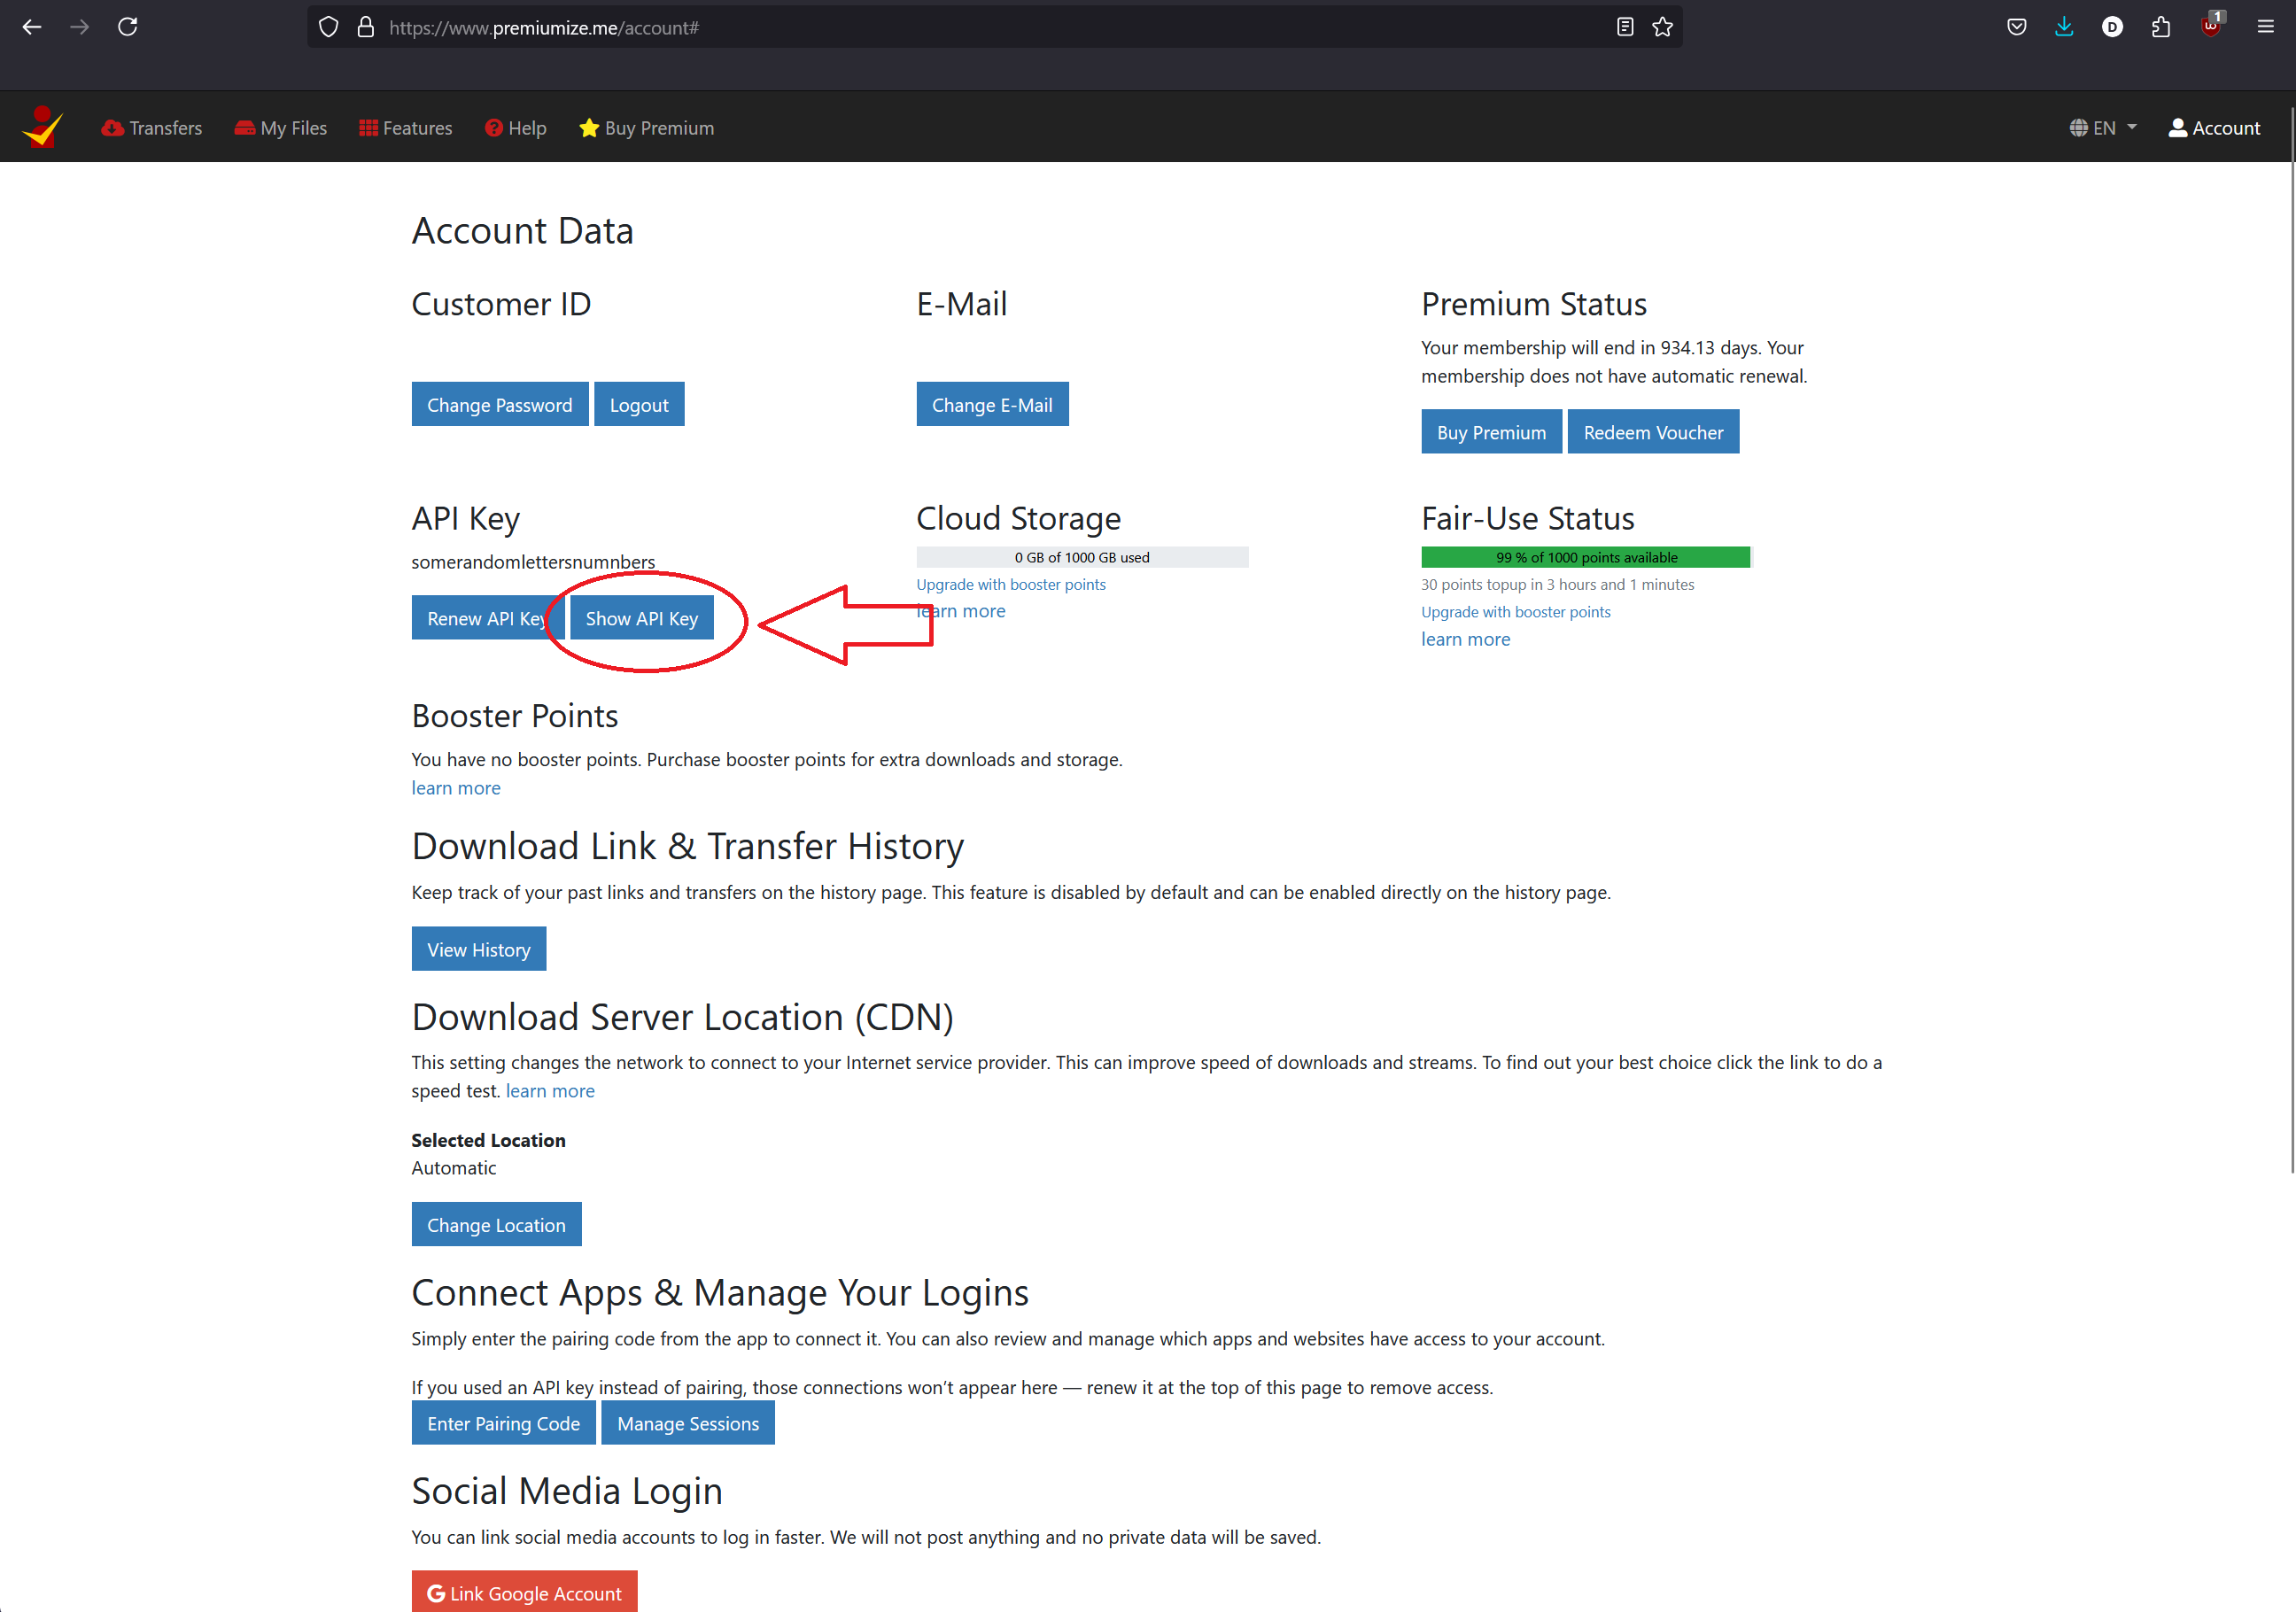 https://www.premiumize.me/account#
1
Transfers
My Files
Features
Help
Buy Premium
EN
Account
Account Data
Customer ID
Change Password
Logout
E-Mail
Change E-Mail
Premium Status
Your membership will end in 934.13 days. Your
membership does not have automatic renewal.
Buy Premium
Redeem Voucher
API Key
somerandomlettersnumnbers
Renew API Key
Show API Key
Cloud Storage
0 GB of 1000 GB used
Upgrade with booster points
learn more
Fair-Use Status
99 % of 1000 points available
30 points topup in 3 hours and 1 minutes
Upgrade with booster points
learn more
Booster Points
You have no booster points. Purchase booster points for extra downloads and storage.
learn more
Download Link & Transfer History
Keep track of your past links and transfers on the history page. This feature is disabled by default and can be enabled directly on the history page.
View History
Download Server Location (CDN)
This setting changes the network to connect to your Internet service provider. This can improve speed of downloads and streams. To find out your best choice click the link to do a
speed test. learn more
Selected Location
Automatic
Change Location
Connect Apps & Manage Your Logins
Simply enter the pairing code from the app to connect it. You can also review and manage which apps and websites have access to your account.
If you used an API key instead of pairing, those connections won’t appear here — renew it at the top of this page to remove access.
Enter Pairing Code
Manage Sessions
Social Media Login
You can link social media accounts to log in faster. We will not post anything and no private data will be saved.
Link Google Account